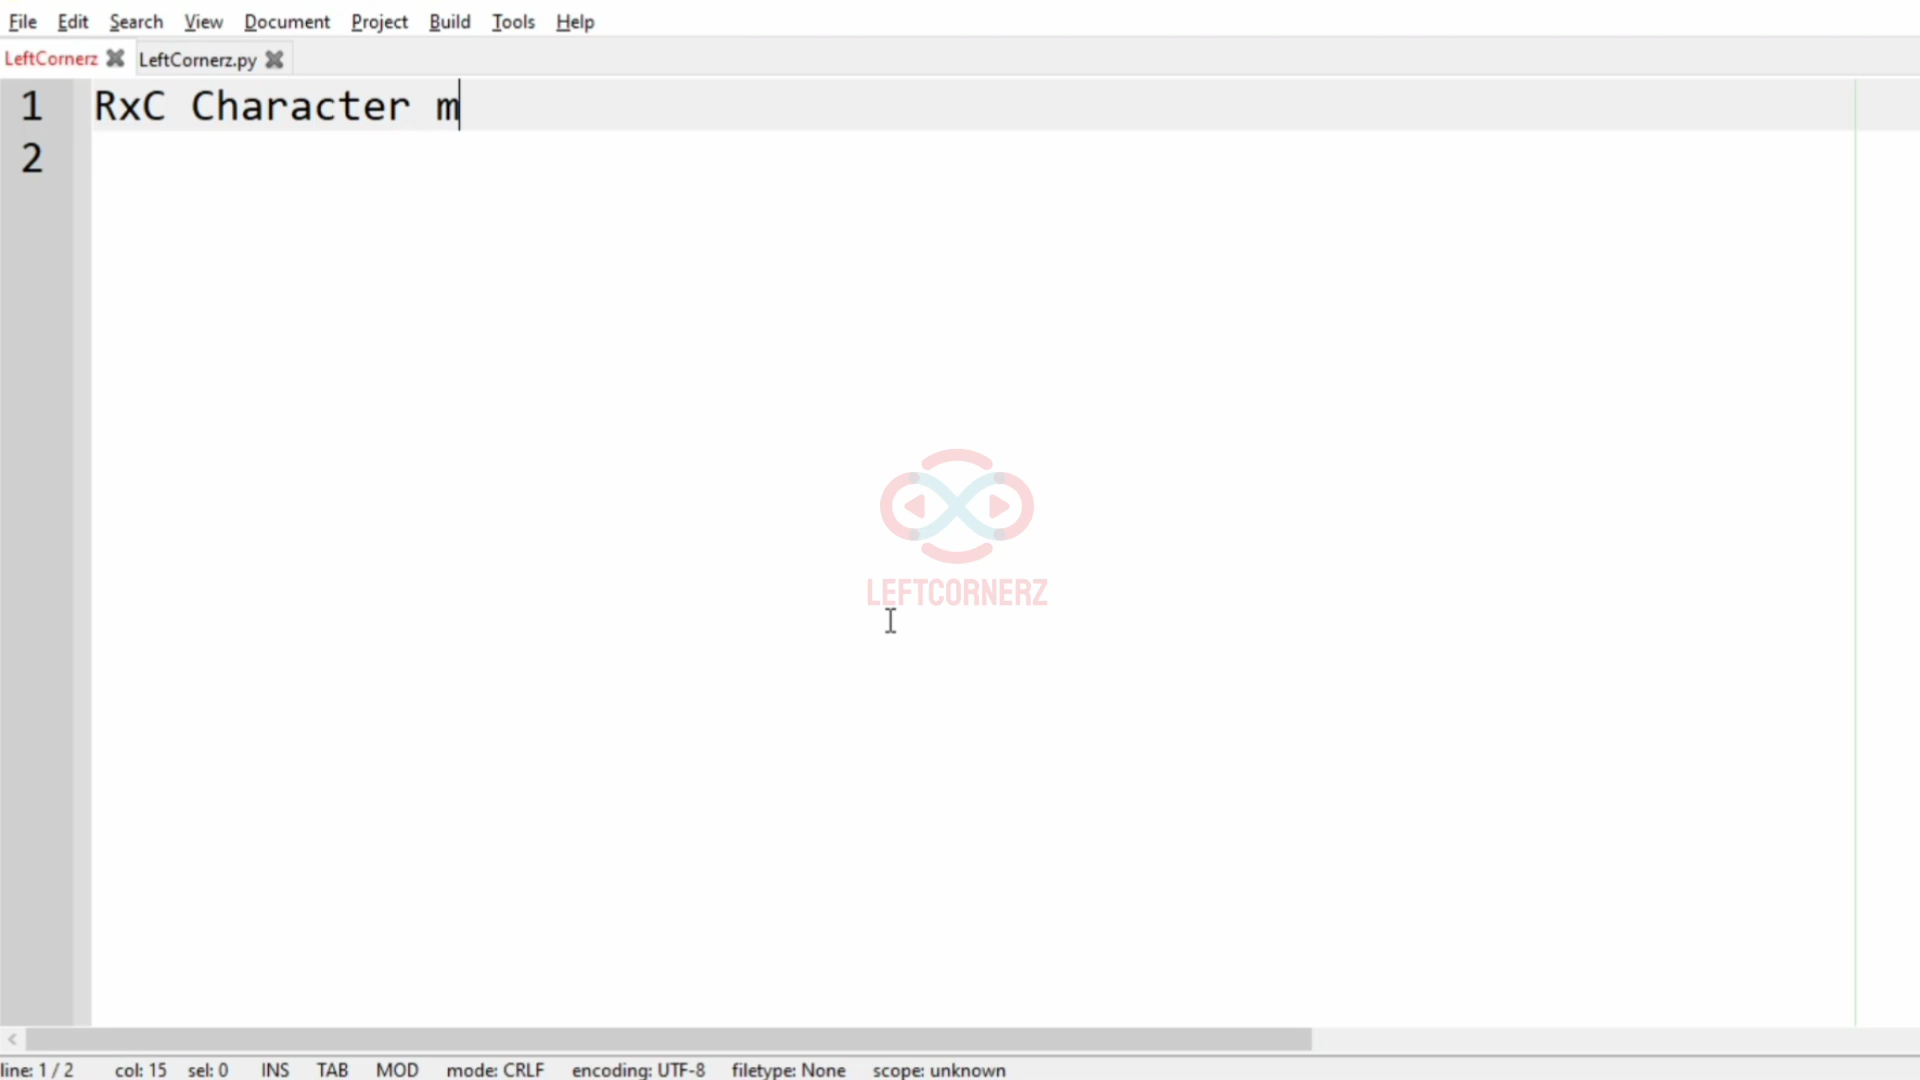 File Edit Search View Document Project Build Tools Help
LeftCornerz LeftCornerz.py
1 RxC Character m
2
LEFTCORNERZ
line: 1 / 2 col: 15 sel: 0 INS TAB MOD mode: CRLF encoding: UTF-8 filetype: None scope: unknown